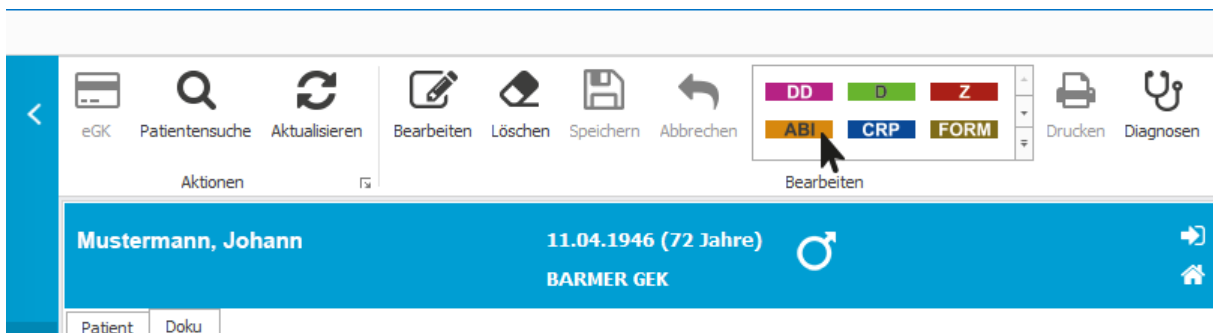 DD D Z
ABI CRP FORM
eGK Patientensuche Aktualisieren Bearbeiten Löschen Speichern Abbrechen Drucken Diagnosen
Aktionen Bearbeiten
Mustermann, Johann 11.04.1946 (72 Jahre)
BARMER GEK
Patient Doku